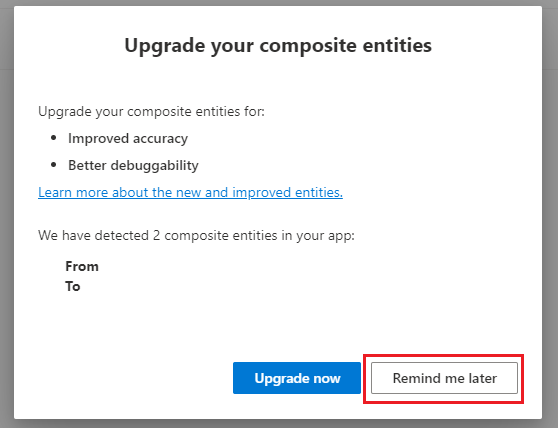 Upgrade your composite entities
Upgrade your composite entities for:
• Improved accuracy
• Better debuggability
Learn more about the new and improved entities.
We have detected 2 composite entities in your app:
From
To
Upgrade now
Remind me later